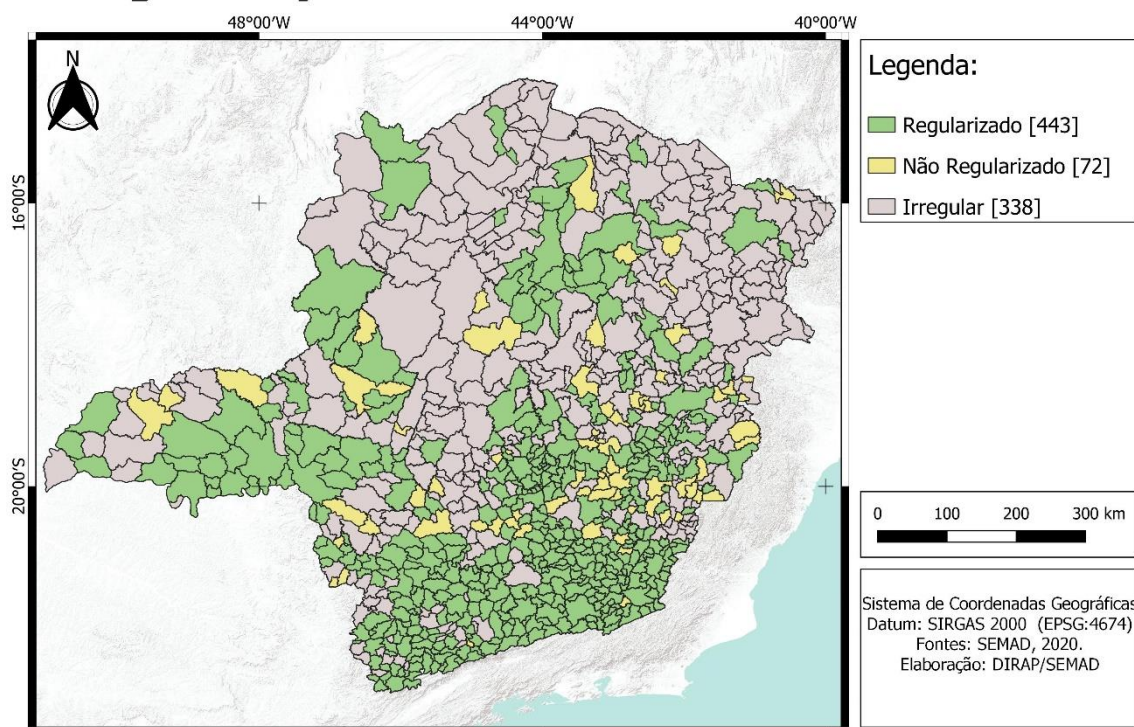 48°00'W 44°00'W 40°00'W
N
16°00'S
20°00'S
Legenda:
Regularizado [443]
Não Regularizado [72]
Irregular [338]
0 100 200 300 km
Sistema de Coordenadas Geográficas
Datum: SIRGAS 2000 (EPSG:4674)
Fontes: SEMAD, 2020.
Elaboração: DIRAP/SEMAD